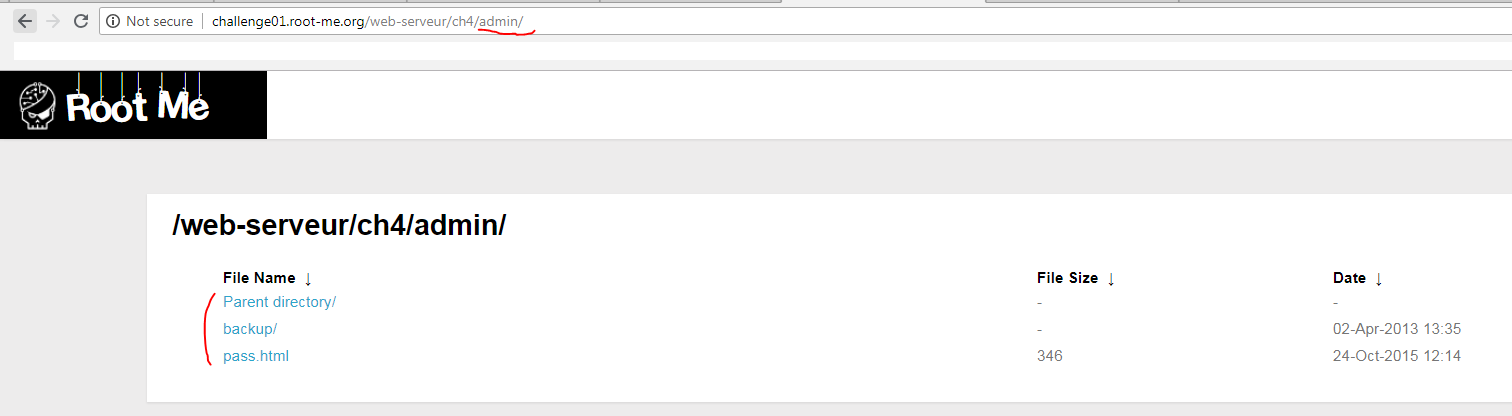 Not secure | challenge01.root-me.org/web-serveur/ch4/admin/
Root Me
/web-serveur/ch4/admin/
File Name ↓ File Size ↓ Date ↓
Parent directory/ - -
backup/ - 02-Apr-2013 13:35
pass.html 346 24-Oct-2015 12:14